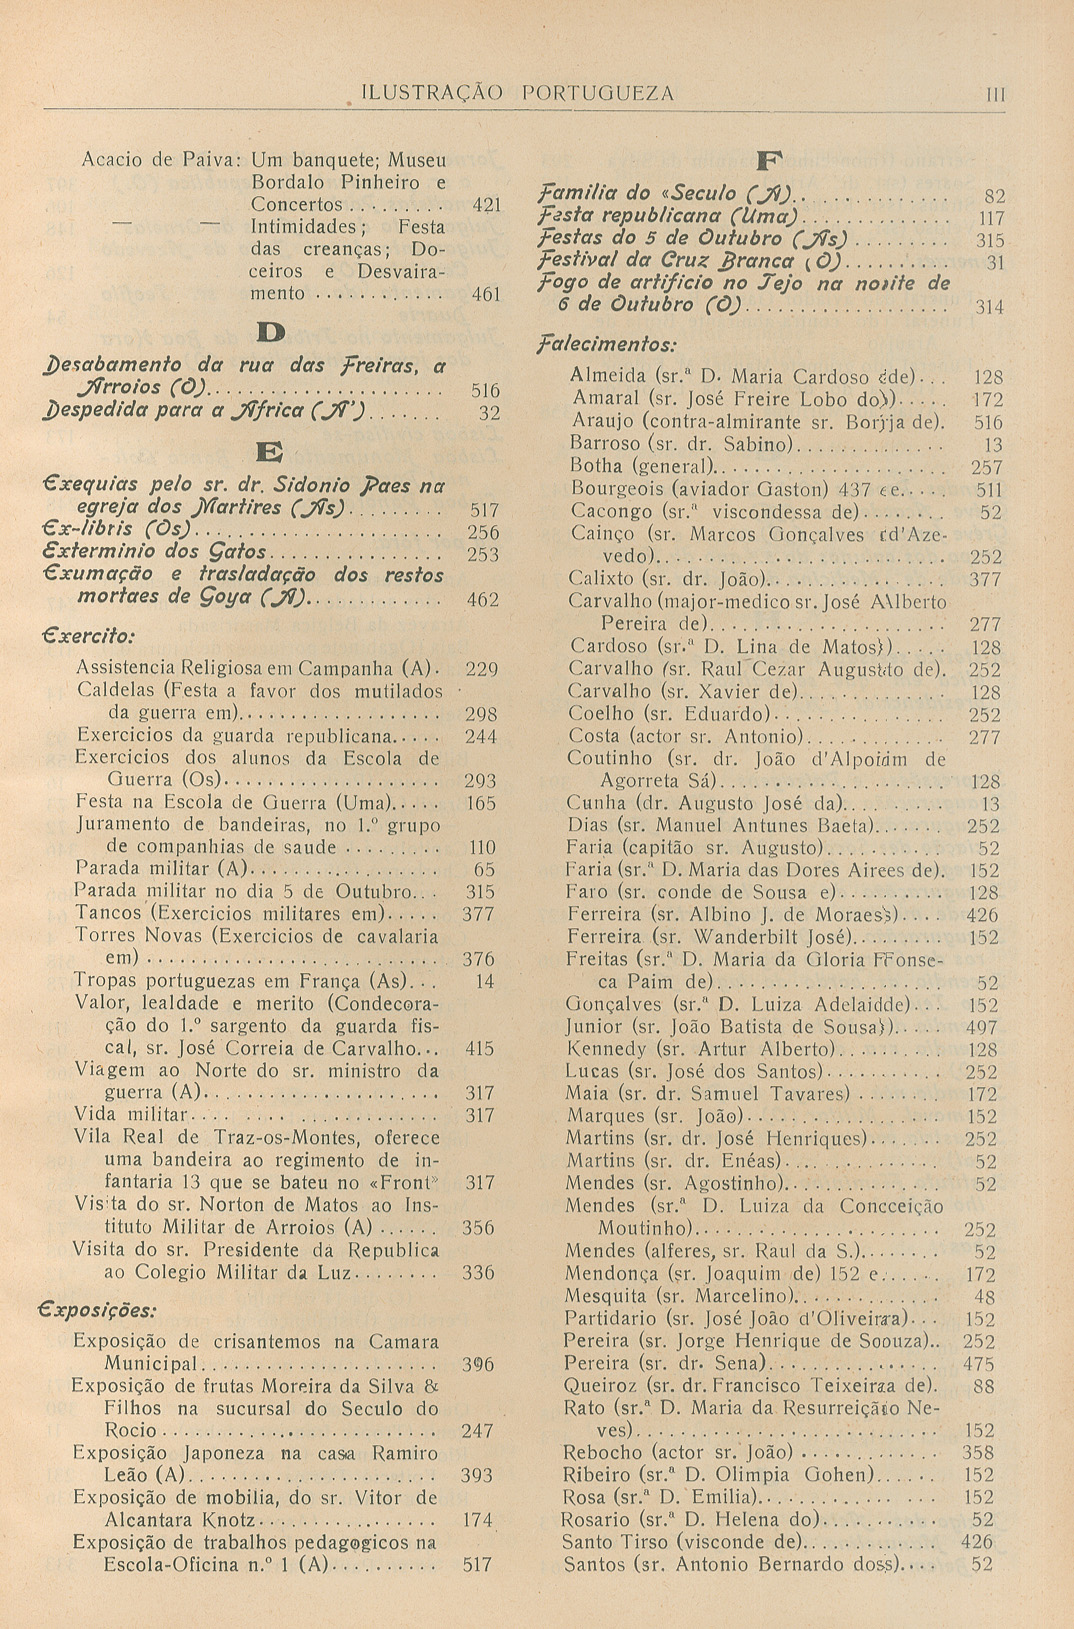 ILUSTRAÇÃO PORTUGUEZA
III
Acacio de Paiva: Um banquete; Museu
Bordalo Pinheiro e
Concertos ......... 421
— — Intimidades; Festa
das creanças; Do-
ceiros e Desvaira-
mento ............ 461
D
Desabamento da rua das Freiras, a
Arroios (O)...................... 516
Despedida para a Africa (A')....... 32
E
Exequias pelo sr. dr. Sidonio Paes na
egreja dos Martires (As)......... 517
Ex-libris (Os)........................ 256
Exterminio dos Gatos................ 253
Exumação e trasladação dos restos
mortaes de Goya (A)............. 462
Exercito:
Assistencia Religiosa em Campanha (A). 229
Caldelas (Festa a favor dos mutilados
da guerra em)................... 298
Exercicios da guarda republicana..... 244
Exercicios dos alunos da Escola de
Guerra (Os)..................... 293
Festa na Escola de Guerra (Uma)..... 165
Juramento de bandeiras, no 1.º grupo
de companhias de saude ......... 110
Parada militar (A).................. 65
Parada militar no dia 5 de Outubro... 315
Tancos (Exercicios militares em)..... 377
Torres Novas (Exercicios de cavalaria
em) ............................ 376
Tropas portuguezas em França (As)... 14
Valor, lealdade e merito (Condecora-
ção do 1.º sargento da guarda fis-
cal, sr. José Correia de Carvalho... 415
Viagem ao Norte do sr. ministro da
guerra (A)...................... 317
Vida militar........................ 317
Vila Real de Traz-os-Montes, oferece
uma bandeira ao regimento de in-
fantaria 13 que se bateu no «Front» 317
Visita do sr. Norton de Matos ao Ins-
tituto Militar de Arroios (A) ...... 356
Visita do sr. Presidente da Republica
ao Colegio Militar da Luz........ 336
Exposições:
Exposição de crisantemos na Camara
Municipal....................... 396
Exposição de frutas Moreira da Silva &
Filhos na sucursal do Seculo do
Rocio........................... 247
Exposição Japoneza na casa Ramiro
Leão (A)........................ 393
Exposição de mobilia, do sr. Vitor de
Alcantara Knotz................. 174
Exposição de trabalhos pedagogicos na
Escola-Oficina n.º 1 (A).......... 517
F
Familia do «Seculo (A).............. 82
Festa republicana (Uma).............. 117
Festas do 5 de Outubro (As)......... 315
Festival da Cruz Branca (O).......... 31
Fogo de artificio no Tejo na noite de
6 de Outubro (O)................... 314
Falecimentos:
Almeida (sr.ª D. Maria Cardoso de)... 128
Amaral (sr. José Freire Lobo do)..... 172
Araujo (contra-almirante sr. Borja de). 516
Barroso (sr. dr. Sabino).............. 13
Botha (general)...................... 257
Bourgeois (aviador Gaston) 437 e..... 511
Cacongo (sr.ª viscondessa de)........ 52
Cainço (sr. Marcos Gonçalves d'Aze-
vedo)........................... 252
Calixto (sr. dr. João)................ 377
Carvalho (major-medico sr. José Alberto
Pereira de)..................... 277
Cardoso (sr.ª D. Lina de Matos)..... 128
Carvalho (sr. Raul Cezar Augusto de). 252
Carvalho (sr. Xavier de)............. 128
Coelho (sr. Eduardo)................ 252
Costa (actor sr. Antonio)............ 277
Coutinho (sr. dr. João d'Alpoim de
Agorreta Sá).................... 128
Cunha (dr. Augusto José da)......... 13
Dias (sr. Manuel Antunes Baeta)...... 252
Faria (capitão sr. Augusto).......... 52
Faria (sr.ª D. Maria das Dores Aires de). 152
Faro (sr. conde de Sousa e).......... 128
Ferreira (sr. Albino J. de Moraes).... 426
Ferreira (sr. Wanderbilt José)........ 152
Freitas (sr.ª D. Maria da Gloria Fonse-
ca Paim de)..................... 52
Gonçalves (sr.ª D. Luiza Adelaide)... 152
Junior (sr. João Batista de Sousa)..... 497
Kennedy (sr. Artur Alberto).......... 128
Lucas (sr. José dos Santos)........... 252
Maia (sr. dr. Samuel Tavares) ........ 172
Marques (sr. João).................. 152
Martins (sr. dr. José Henriques)....... 252
Martins (sr. dr. Enéas)............... 52
Mendes (sr. Agostinho).............. 52
Mendes (sr.ª D. Luiza da Conceição
Moutinho)...................... 252
Mendes (alferes, sr. Raul da S.)........ 52
Mendonça (sr. Joaquim de) 152 e...... 172
Mesquita (sr. Marcelino)............. 48
Partidario (sr. José João d'Oliveira)... 152
Pereira (sr. Jorge Henrique de Souza).. 252
Pereira (sr. dr. Sena)................ 475
Queiroz (sr. dr. Francisco Teixeira de). 88
Rato (sr.ª D. Maria da Resurreição Ne-
ves)............................ 152
Rebocho (actor sr. João) ............. 358
Ribeiro (sr.ª D. Olimpia Gohen)...... 152
Rosa (sr.ª D. Emilia)................ 152
Rosario (sr.ª D. Helena do)........... 52
Santo Tirso (visconde de)............. 426
Santos (sr. Antonio Bernardo dos).... 52